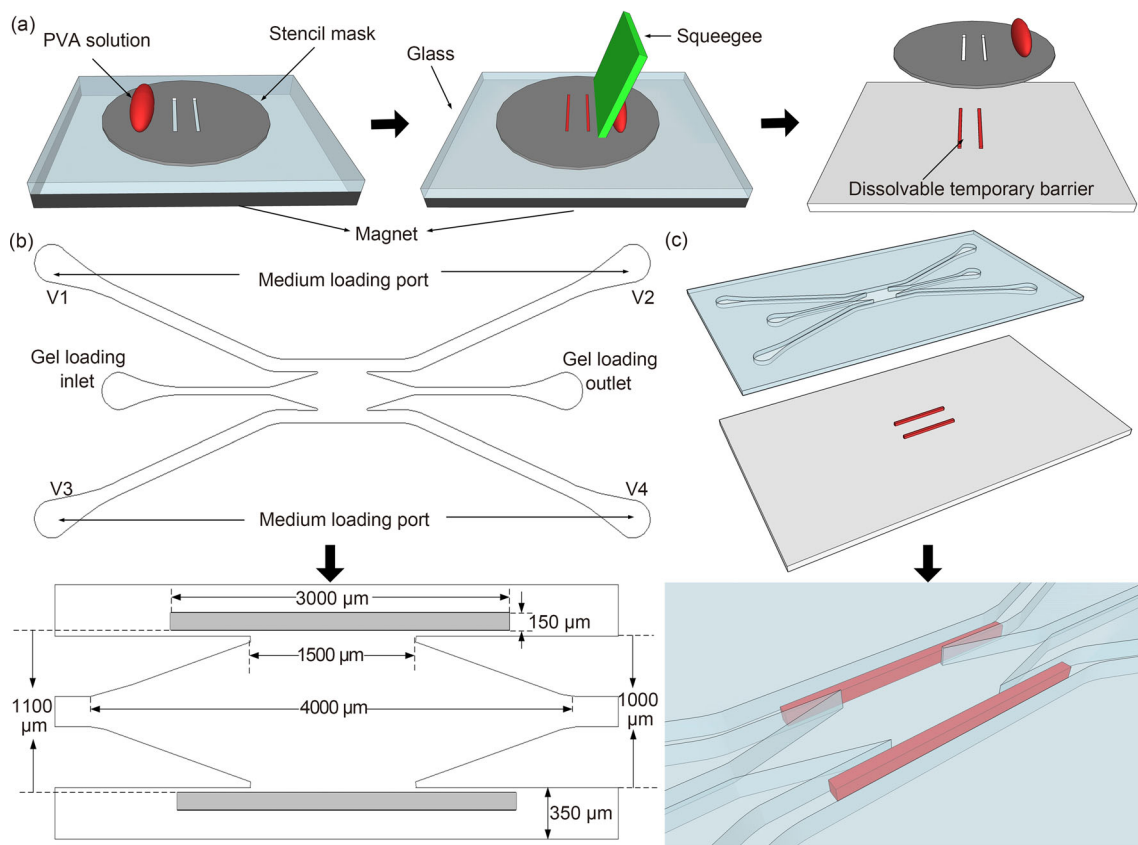 (a)
PVA solution
Stencil mask
Glass
Squeegee
Dissolvable temporary barrier
Magnet
(b)
Medium loading port
V1
V2
Gel loading
inlet
Gel loading
outlet
V3
V4
Medium loading port
3000 µm
150 µm
1500 µm
1100
µm
4000 µm
1000
µm
350 µm
(c)